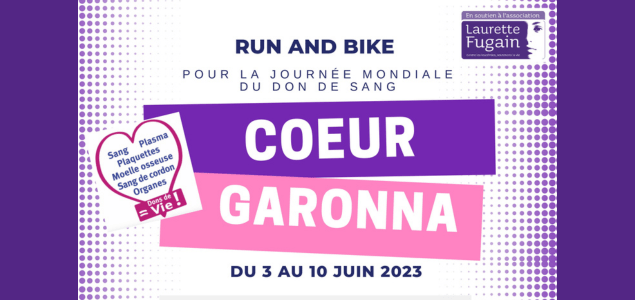 En soutien à l'association
Laurette
Fugain
RUN AND BIKE
POUR LA JOURNÉE MONDIALE
DU DON DE SANG
COEUR
GARONNA
Sang Plasma
Plaquettes
Moelle osseuse
Sang de cordon
Organes
Dons de
= Vie !
DU 3 AU 10 JUIN 2023